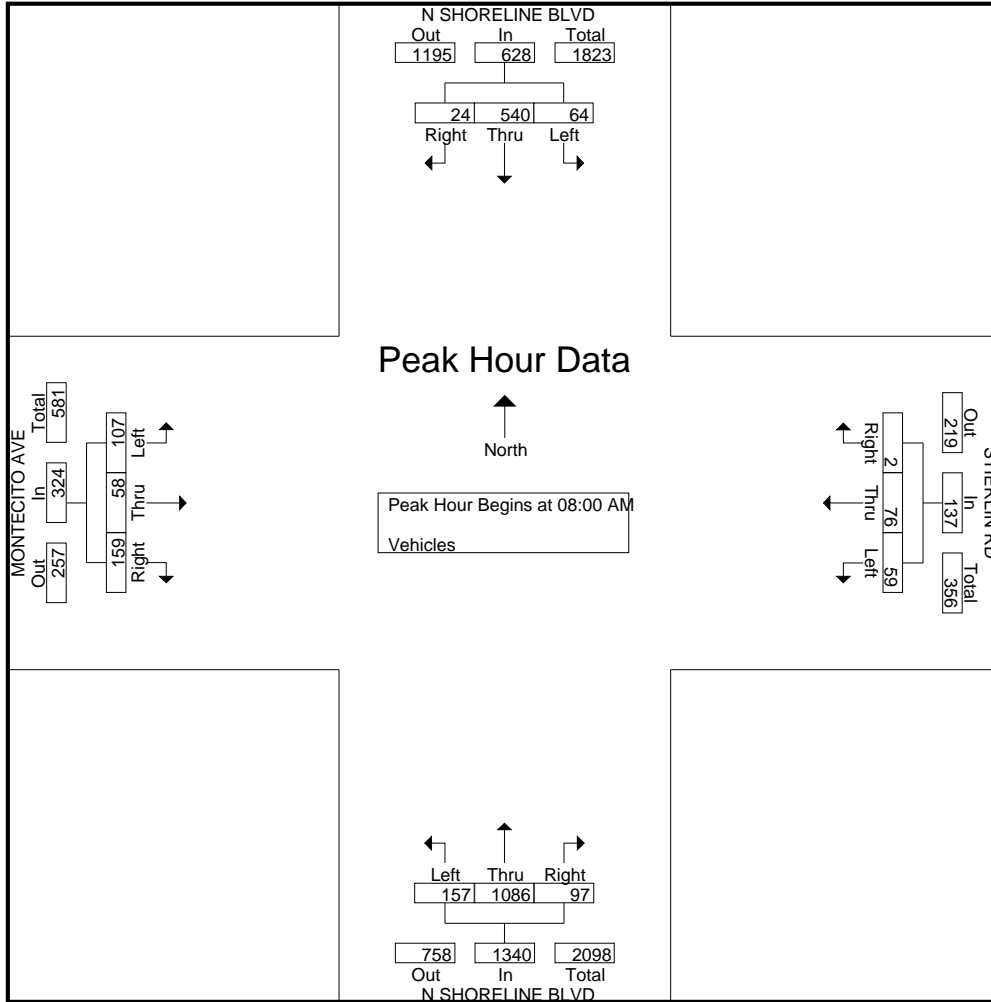 N SHORELINE BLVD
Out In Total
1195 628 1823
24 540 64
Right Thru Left
Peak Hour Data
North
Peak Hour Begins at 08:00 AM
Vehicles
MONTECITO AVE
Out In Total
257 324 581
159 58 107
Right Thru Left
RD
Out In Total
219 137 356
2 76 59
Right Thru Left
Left Thru Right
157 1086 97
758 1340 2098
Out In Total
N SHORELINE BLVD